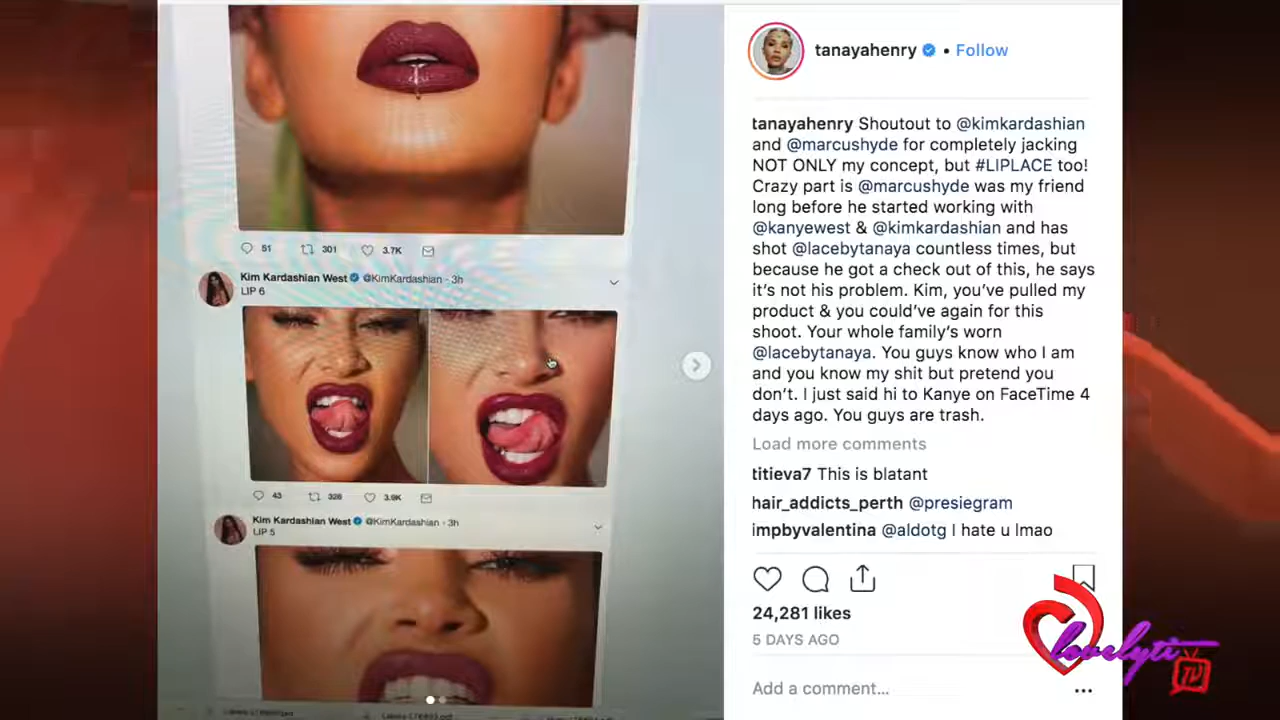 51 301 3.7K
Kim Kardashian West @KimKardashian · 3h
LIP 6
43 328 3.9K
Kim Kardashian West @KimKardashian · 3h
LIP 5
tanayahenry • Follow
tanayahenry Shoutout to @kimkardashian
and @marcushyde for completely jacking
NOT ONLY my concept, but #LIPLACE too!
Crazy part is @marcushyde was my friend
long before he started working with
@kanyewest & @kimkardashian and has
shot @lacebytanaya countless times, but
because he got a check out of this, he says
it's not his problem. Kim, you've pulled my
product & you could've again for this
shoot. Your whole family's worn
@lacebytanaya. You guys know who I am
and you know my shit but pretend you
don't. I just said hi to Kanye on FaceTime 4
days ago. You guys are trash.
Load more comments
titieva7 This is blatant
hair_addicts_perth @presiegram
impbyvalentina @aldotg I hate u lmao
24,281 likes
5 DAYS AGO
Add a comment...
lovelyti
TV